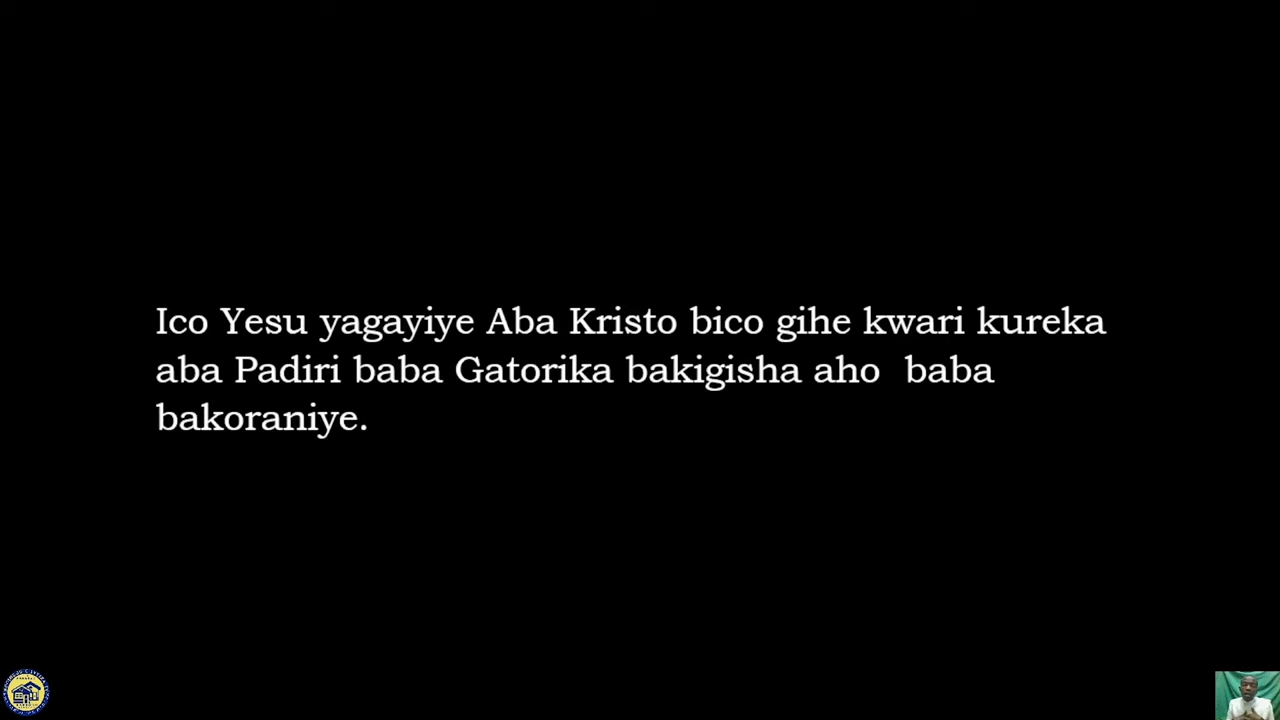 Ico Yesu yagayiye Aba Kristo bico gihe kwari kureka
aba Padiri baba Gatorika bakigisha aho baba
bakoraniye.